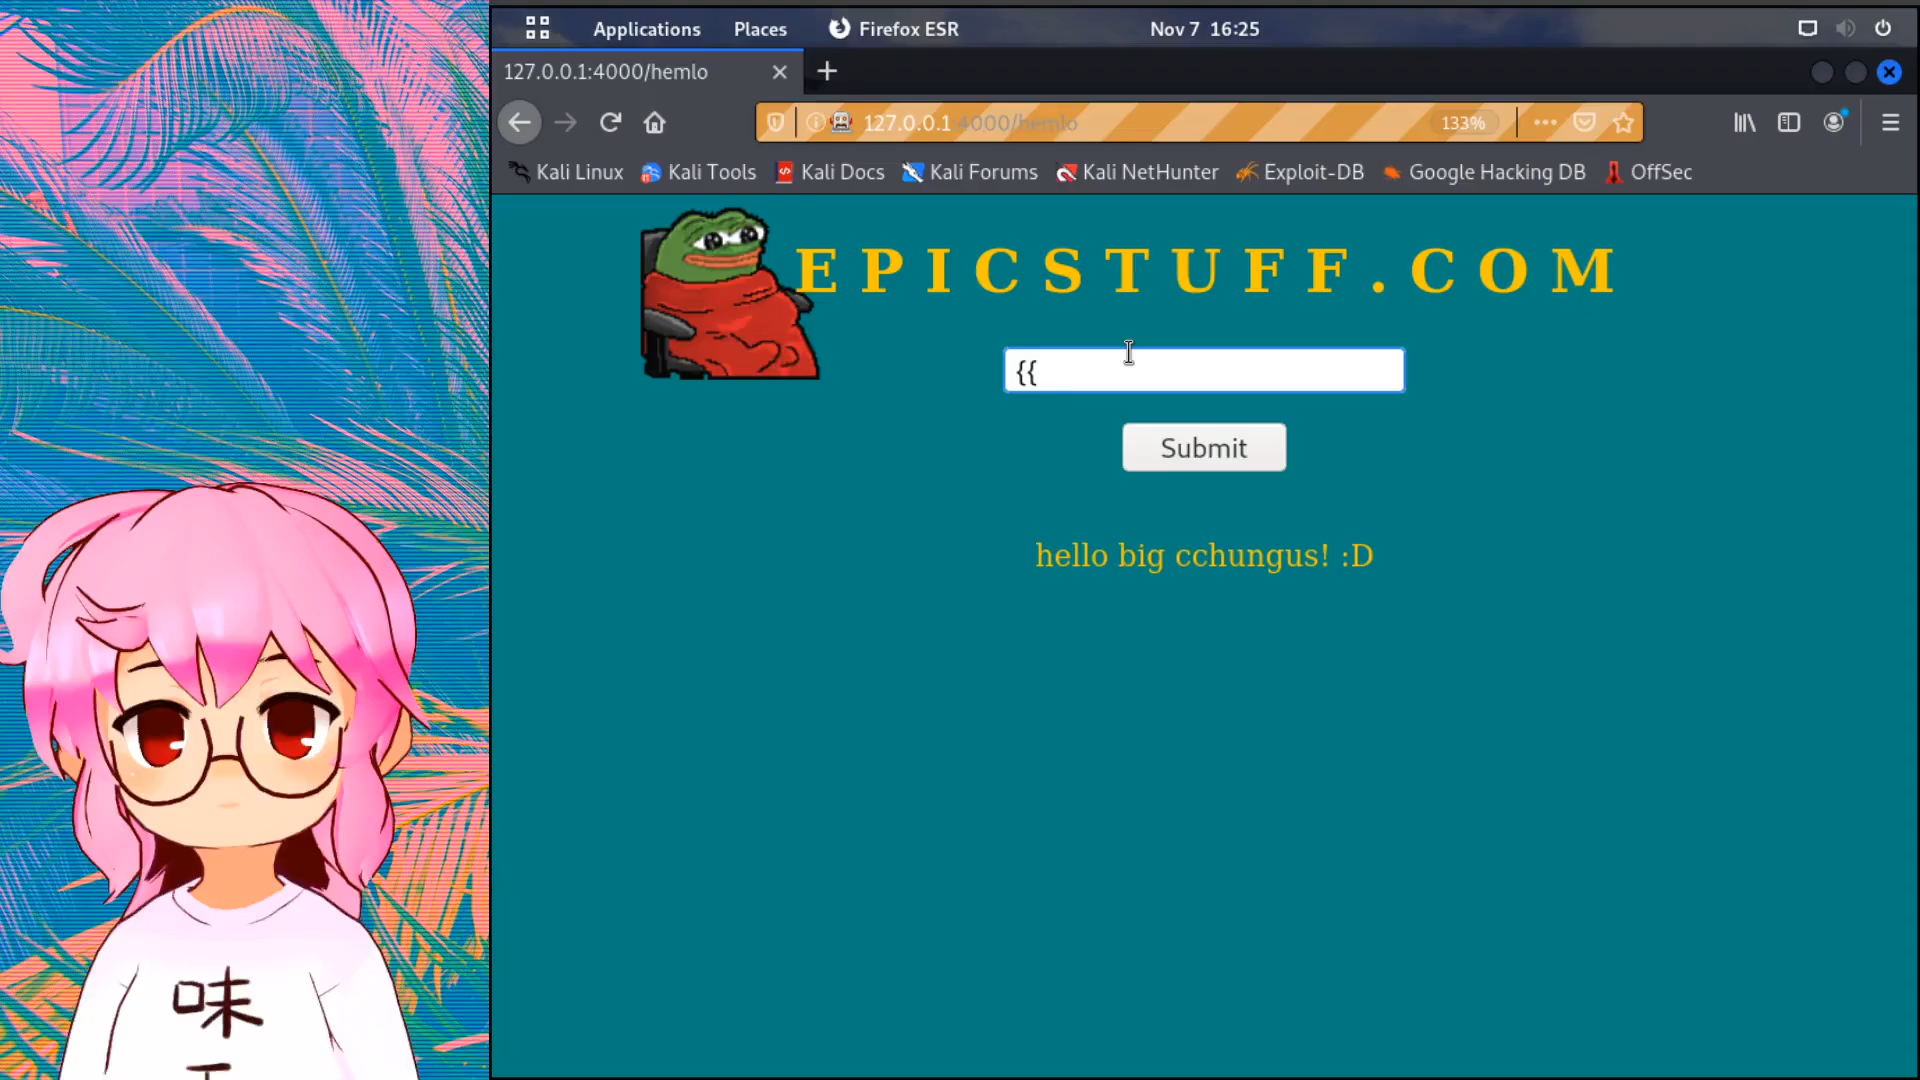 Applications Places Firefox ESR Nov 7 16:25
127.0.0.1:4000/hemlo
127.0.0.1:4000/hemlo 133%
Kali Linux Kali Tools Kali Docs Kali Forums Kali NetHunter Exploit-DB Google Hacking DB OffSec
EPICSTUFF.COM
{{
Submit
hello big cchungus! :D
味